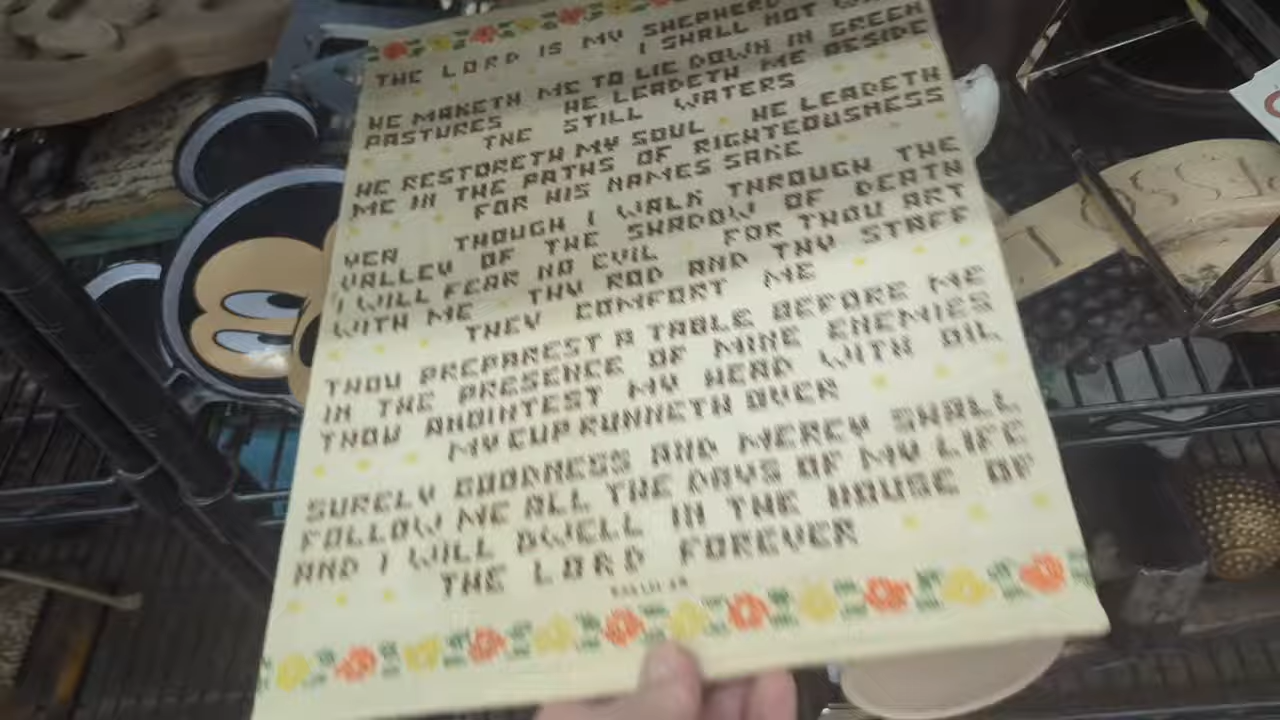 THE LORD IS MY SHEPHERD
I SHALL NOT
HE MAKETH ME TO LIE DOWN IN GREEN
PASTURES HE LEADETH ME BESIDE
THE STILL WATERS
HE RESTORETH MY SOUL HE LEADETH
ME IN THE PATHS OF RIGHTEOUSNESS
FOR HIS NAMES SAKE
YEA THOUGH I WALK THROUGH THE
VALLEY OF THE SHADOW OF DEATH
I WILL FEAR NO EVIL FOR THOU ART
WITH ME THY ROD AND THY STAFF
THEY COMFORT ME
THOU PREPAREST A TABLE BEFORE ME
IN THE PRESENCE OF MINE ENEMIES
THOU ANOINTEST MY HEAD WITH OIL
MY CUP RUNNETH OVER
SURELY GOODNESS AND MERCY SHALL
FOLLOW ME ALL THE DAYS OF MY LIFE
AND I WILL DWELL IN THE HOUSE OF
THE LORD FOREVER